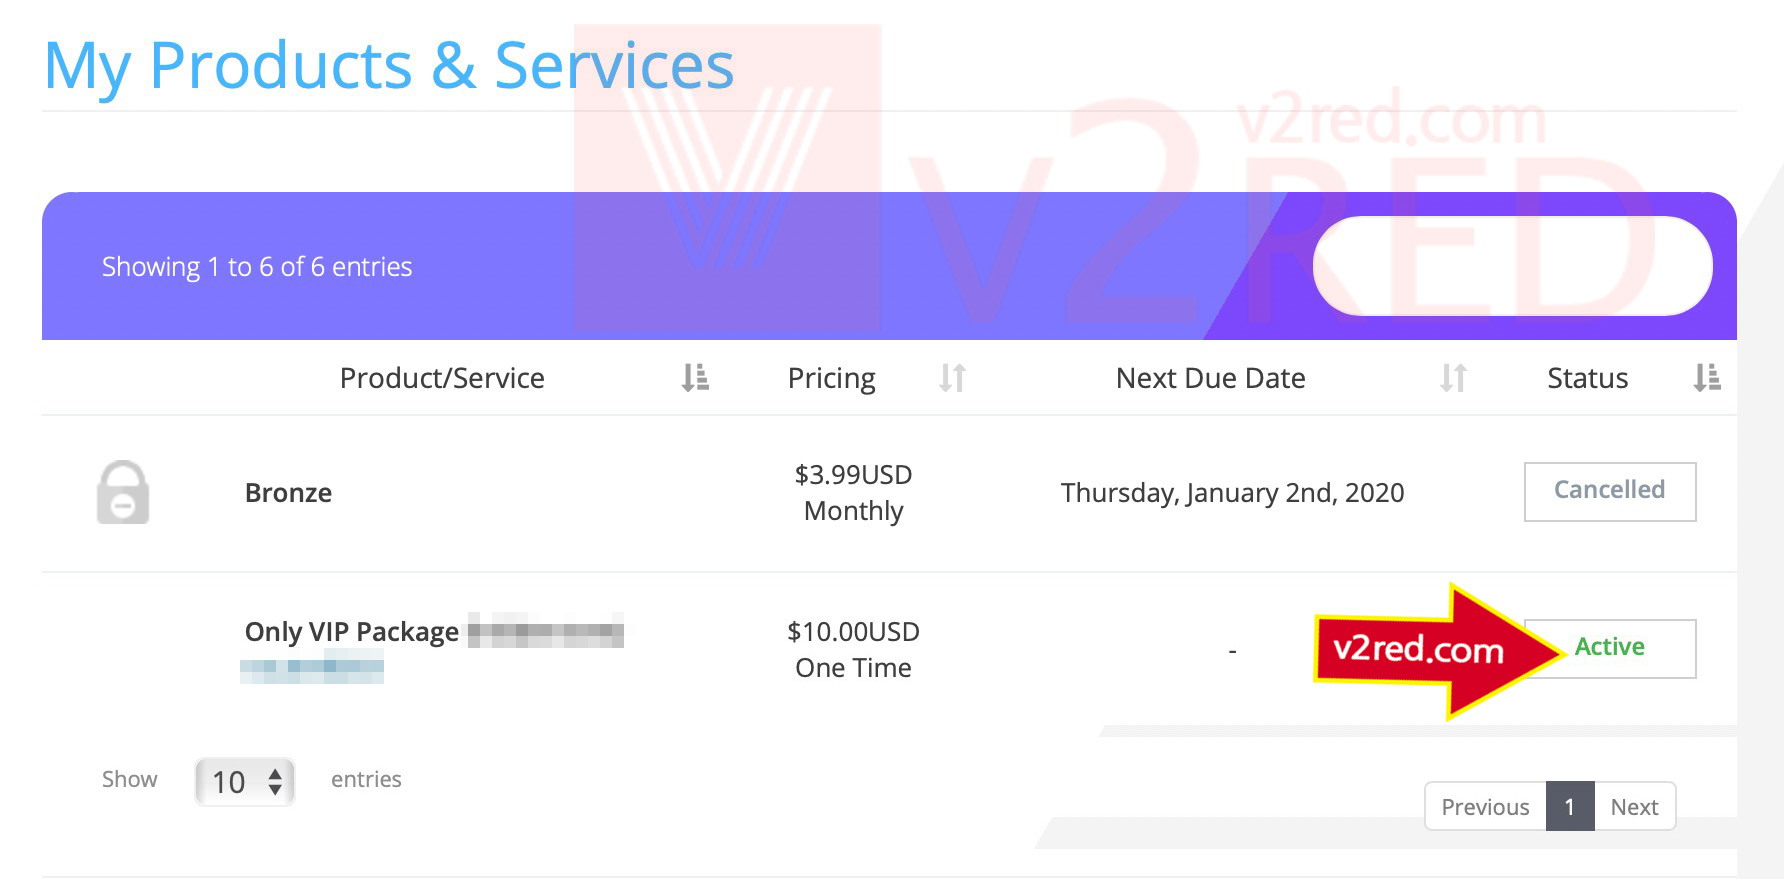 My Products & Services
v2red.com
V2RED
Showing 1 to 6 of 6 entries
Product/Service Pricing Next Due Date Status
Bronze $3.99USD Monthly Thursday, January 2nd, 2020 Cancelled
Only VIP Package $10.00USD One Time - v2red.com Active
Show 10 entries
Previous 1 Next